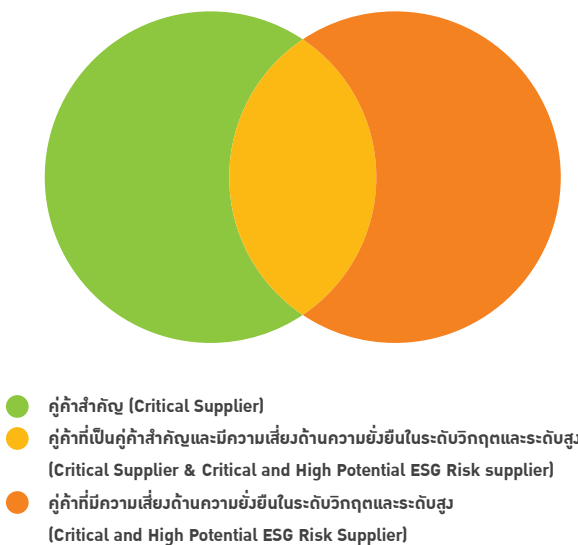 คู่ค้าสำคัญ (Critical Supplier)
คู่ค้าที่เป็นคู่ค้าสำคัญและมีความเสี่ยงด้านความยั่งยืนในระดับวิกฤตและระดับสูง
(Critical Supplier & Critical and High Potential ESG Risk supplier)
คู่ค้าที่มีความเสี่ยงด้านความยั่งยืนในระดับวิกฤตและระดับสูง
(Critical and High Potential ESG Risk Supplier)